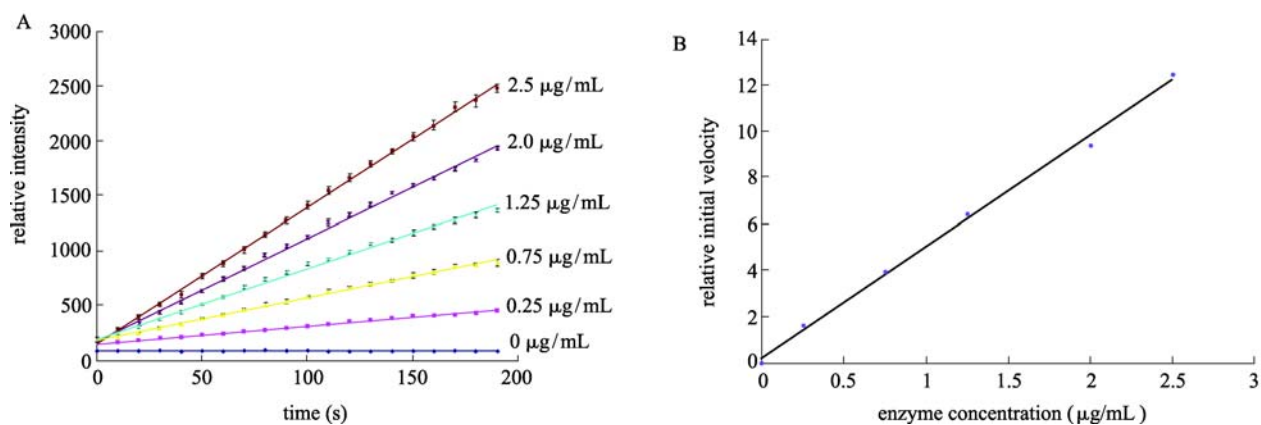 A
3000
2500
2000
1500
1000
500
0
relative intensity
0
50
100
150
200
time (s)
2.5 μg/mL
2.0 μg/mL
1.25 μg/mL
0.75 μg/mL
0.25 μg/mL
0 μg/mL
B
14
12
10
8
6
4
2
0
relative initial velocity
0
0.5
1
1.5
2
2.5
3
enzyme concentration (μg/mL)